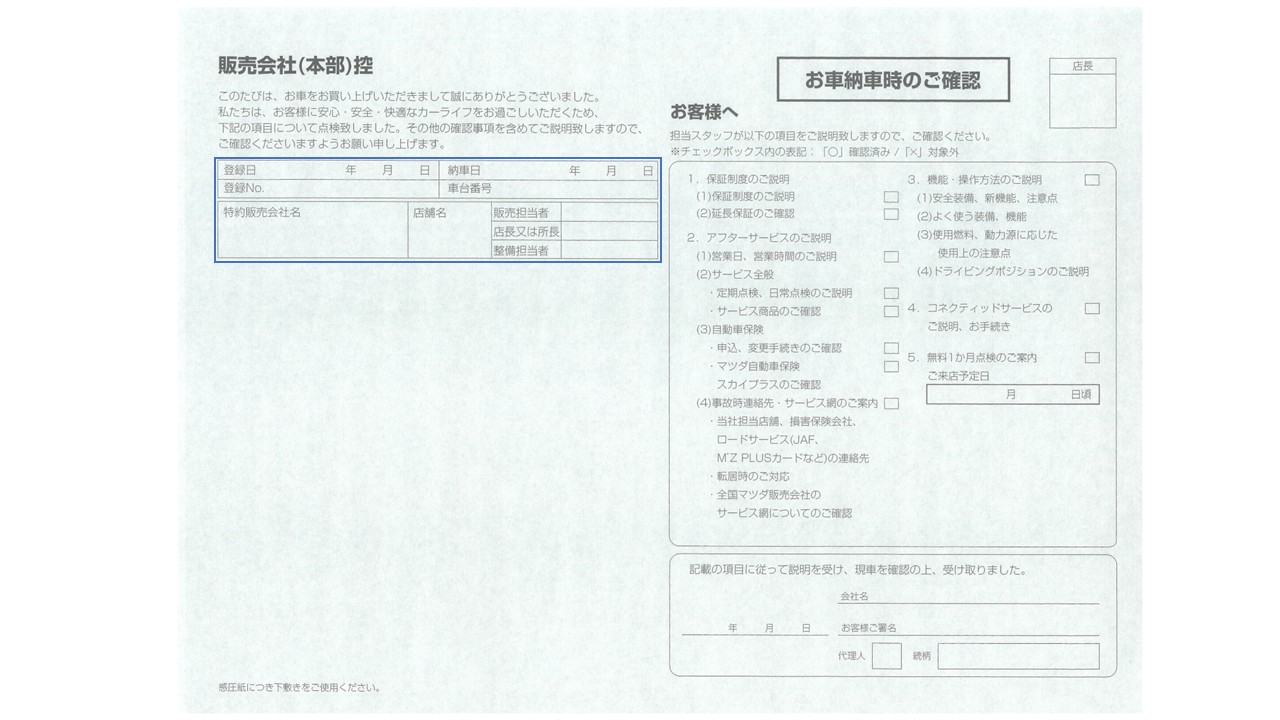 販売会社(本部)控
このたびは、お車をお買い上げいただきまして誠にありがとうございました。
私たちは、お客様に安心・安全・快適なカーライフをお過ごしいただくため、
下記の項目について点検致しました。その他の確認事項を含めてご説明致しますので、
ご確認くださいますようお願い申し上げます。
登録日 年 月 日 納車日 年 月 日
登録No. 車台番号
特約販売会社名 店舗名 販売担当者
店長又は所長
整備担当者
感圧紙につき下敷きをご使用ください。
お車納車時のご確認
店長
お客様へ
担当スタッフが以下の項目をご説明致しますので、ご確認ください。
※チェックボックス内の表記：「○」確認済み /「×」対象外
1．保証制度のご説明
(1)保証制度のご説明
(2)延長保証のご確認
2．アフターサービスのご説明
(1)営業日、営業時間のご説明
(2)サービス全般
・定期点検、日常点検のご説明
・サービス商品のご確認
(3)自動車保険
・申込、変更手続きのご確認
・マツダ自動車保険
スカイプラスのご確認
(4)事故時連絡先・サービス網のご案内
・当社担当店舗、損害保険会社、
ロードサービス(JAF、
M'Z PLUSカードなど)の連絡先
・転居時のご対応
・全国マツダ販売会社の
サービス網についてのご確認
3．機能・操作方法のご説明
(1)安全装備、新機能、注意点
(2)よく使う装備、機能
(3)使用燃料、動力源に応じた
使用上の注意点
(4)ドライビングポジションのご説明
4．コネクティッドサービスの
ご説明、お手続き
5．無料1か月点検のご案内
ご来店予定日
月 日頃
記載の項目に従って説明を受け、現車を確認の上、受け取りました。
会社名
年 月 日 お客様ご署名
代理人 続柄